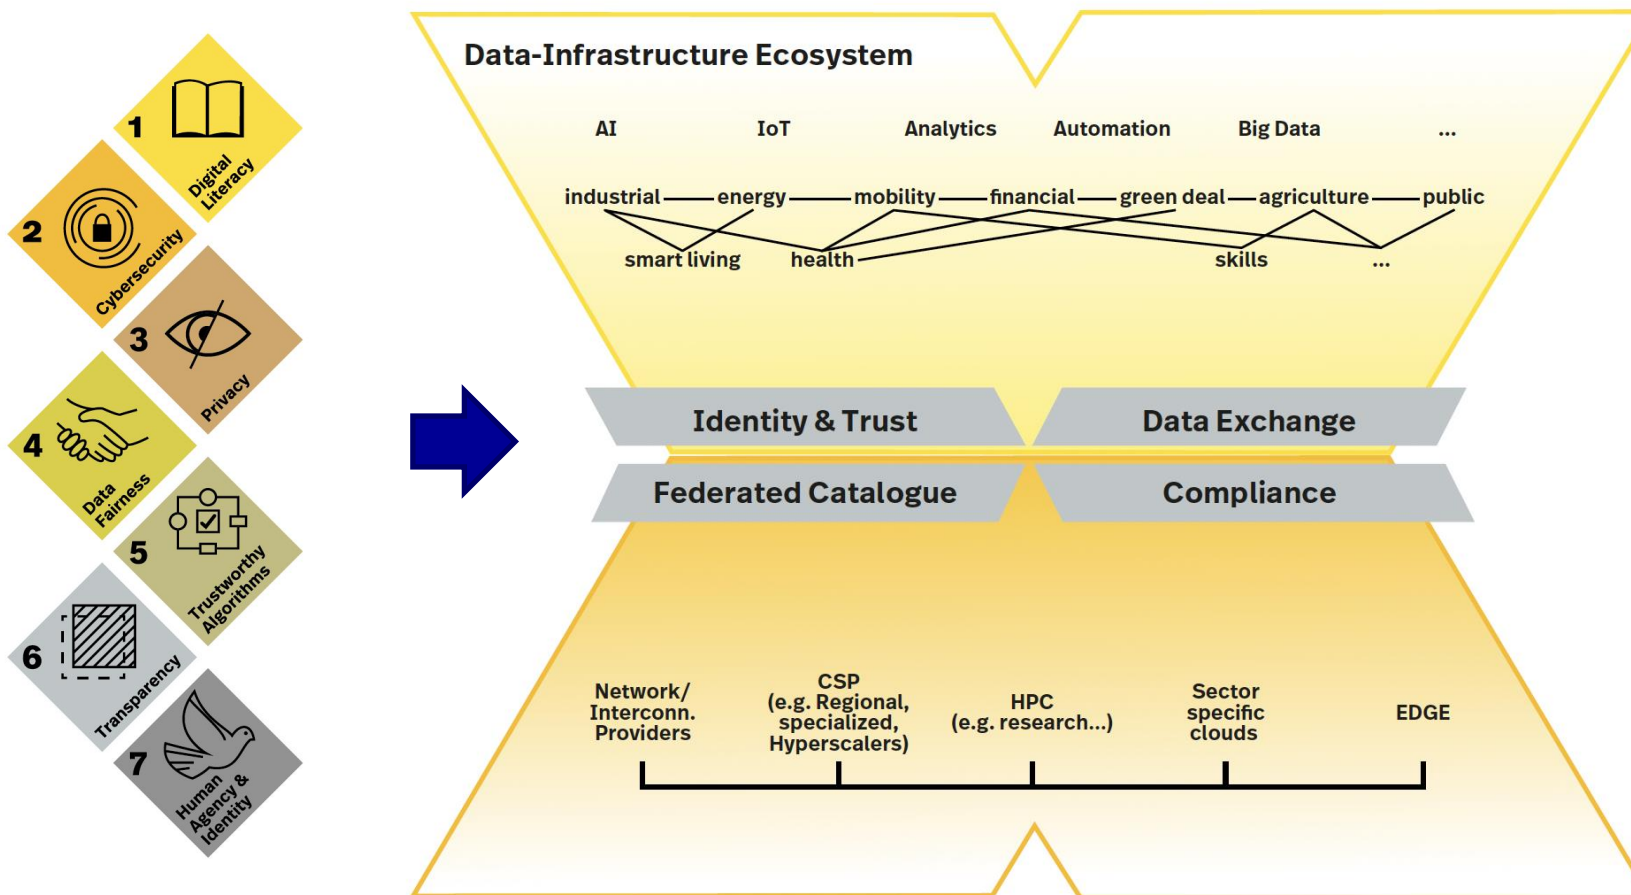 1
Digital
Literacy
2
Cybersecurity
3
Privacy
4
Data
Fairness
5
Trustworthy
Algorithms
6
Transparency
7
Human
Agency &
Identity
Data-Infrastructure Ecosystem
AI IoT Analytics Automation Big Data ...
industrial energy mobility financial green deal agriculture public
smart living health skills ...
Identity & Trust Data Exchange
Federated Catalogue Compliance
Network/
Interconn.
Providers
CSP
(e.g. Regional,
specialized,
Hyperscalers)
HPC
(e.g. research...)
Sector
specific
clouds
EDGE